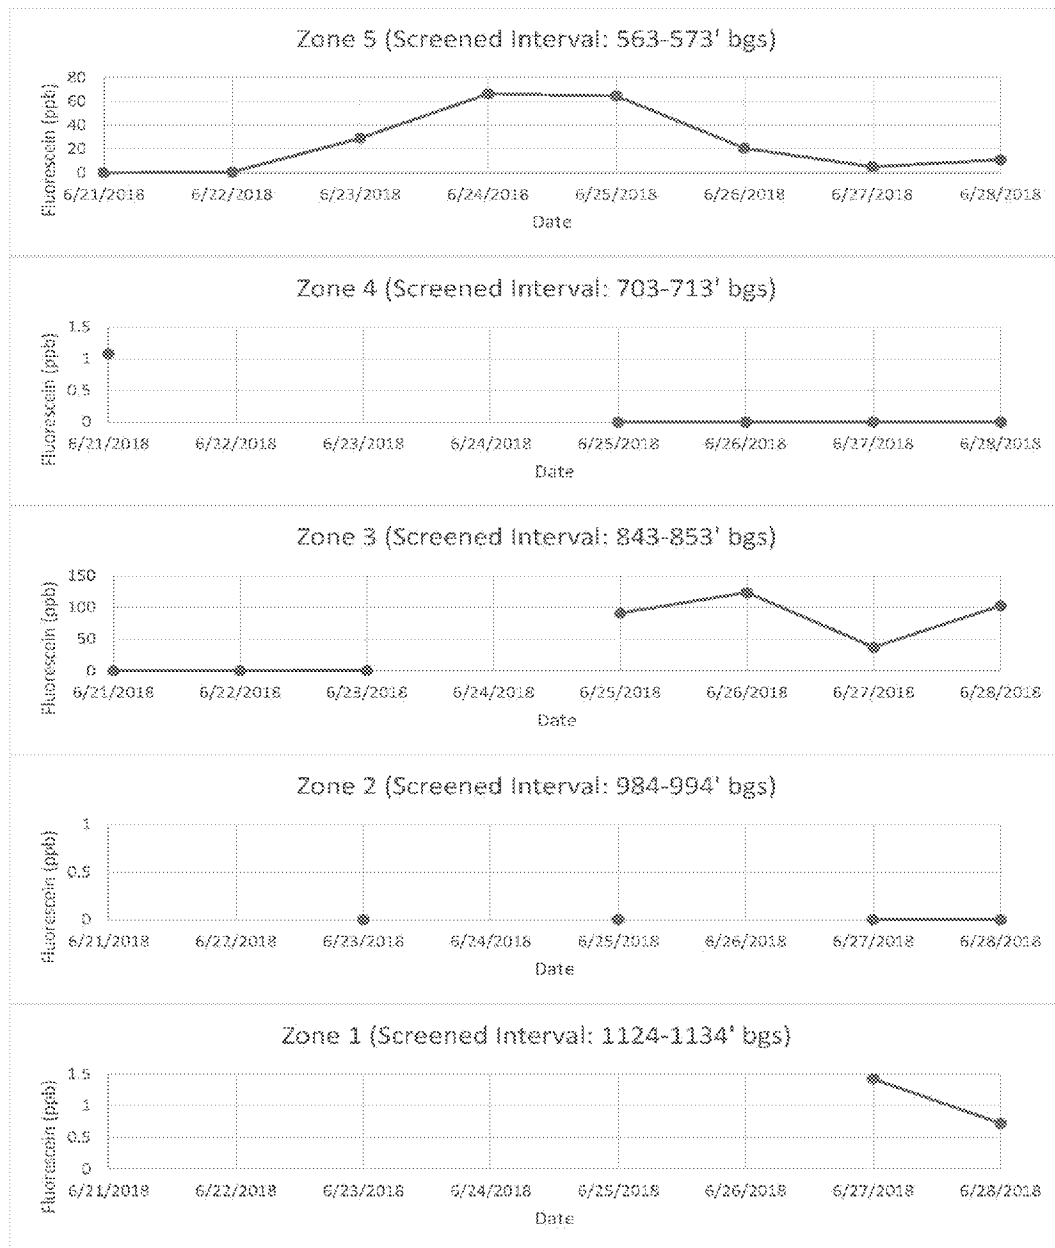 Zone 5 (Screened Interval: 563-573' bgs)
Fluorescein (ppb)
80
60
40
20
0
6/21/2018 6/22/2018 6/23/2018 6/24/2018 6/25/2018 6/26/2018 6/27/2018 6/28/2018
Date
Zone 4 (Screened Interval: 703-713' bgs)
Fluorescein (ppb)
1.5
1
0.5
0
6/21/2018 6/22/2018 6/23/2018 6/24/2018 6/25/2018 6/26/2018 6/27/2018 6/28/2018
Date
Zone 3 (Screened Interval: 843-853' bgs)
Fluorescein (ppb)
150
100
50
0
6/21/2018 6/22/2018 6/23/2018 6/24/2018 6/25/2018 6/26/2018 6/27/2018 6/28/2018
Date
Zone 2 (Screened Interval: 984-994' bgs)
Fluorescein (ppb)
1
0.5
0
6/21/2018 6/22/2018 6/23/2018 6/24/2018 6/25/2018 6/26/2018 6/27/2018 6/28/2018
Date
Zone 1 (Screened Interval: 1124-1134' bgs)
Fluorescein (ppb)
1.5
1
0.5
0
6/21/2018 6/22/2018 6/23/2018 6/24/2018 6/25/2018 6/26/2018 6/27/2018 6/28/2018
Date